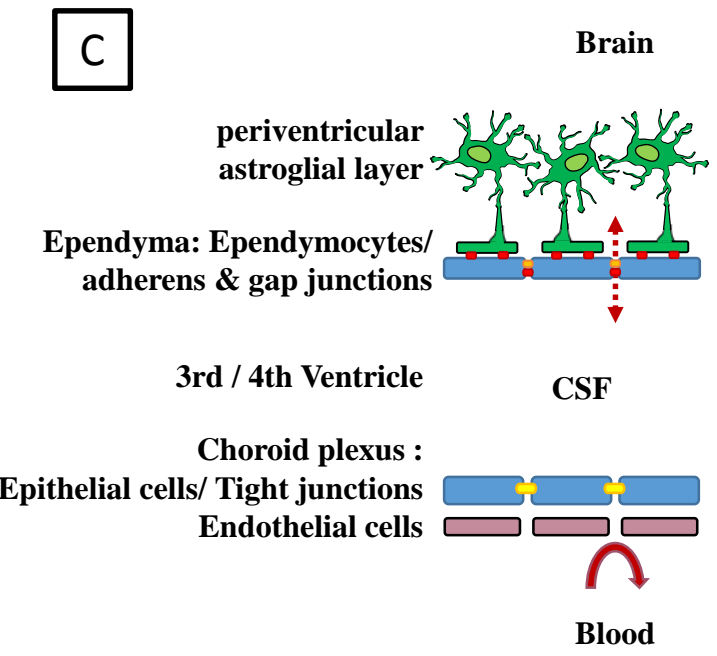 C
Brain
periventricular
astroglial layer
Ependyma: Ependymocytes/
adherens & gap junctions
3rd / 4th Ventricle
CSF
Choroid plexus :
Epithelial cells/ Tight junctions
Endothelial cells
Blood